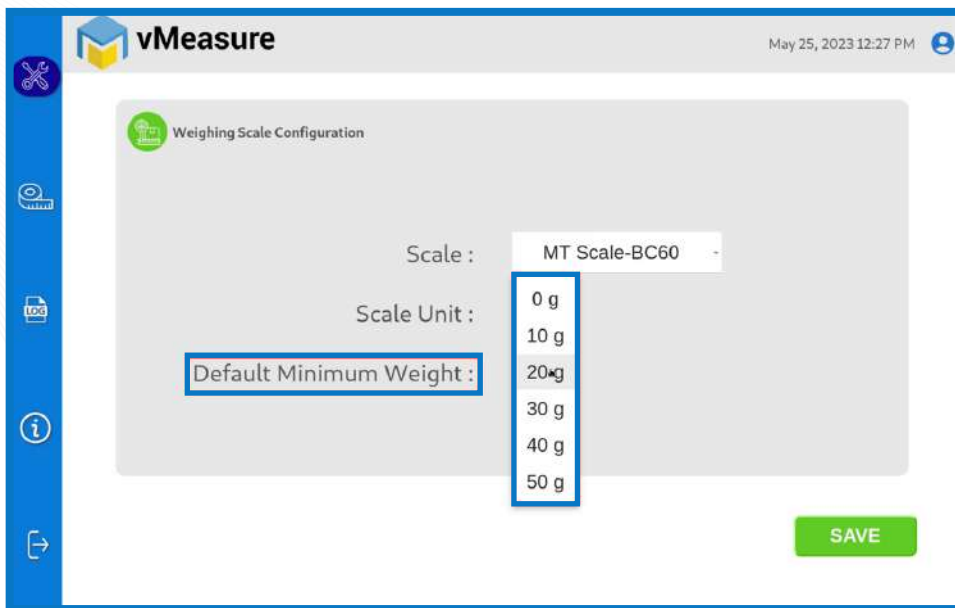 vMeasure
May 25, 2023 12:27 PM
Weighing Scale Configuration
Scale : MT Scale-BC60
Scale Unit :
Default Minimum Weight :
0 g
10 g
20 g
30 g
40 g
50 g
LOG
SAVE